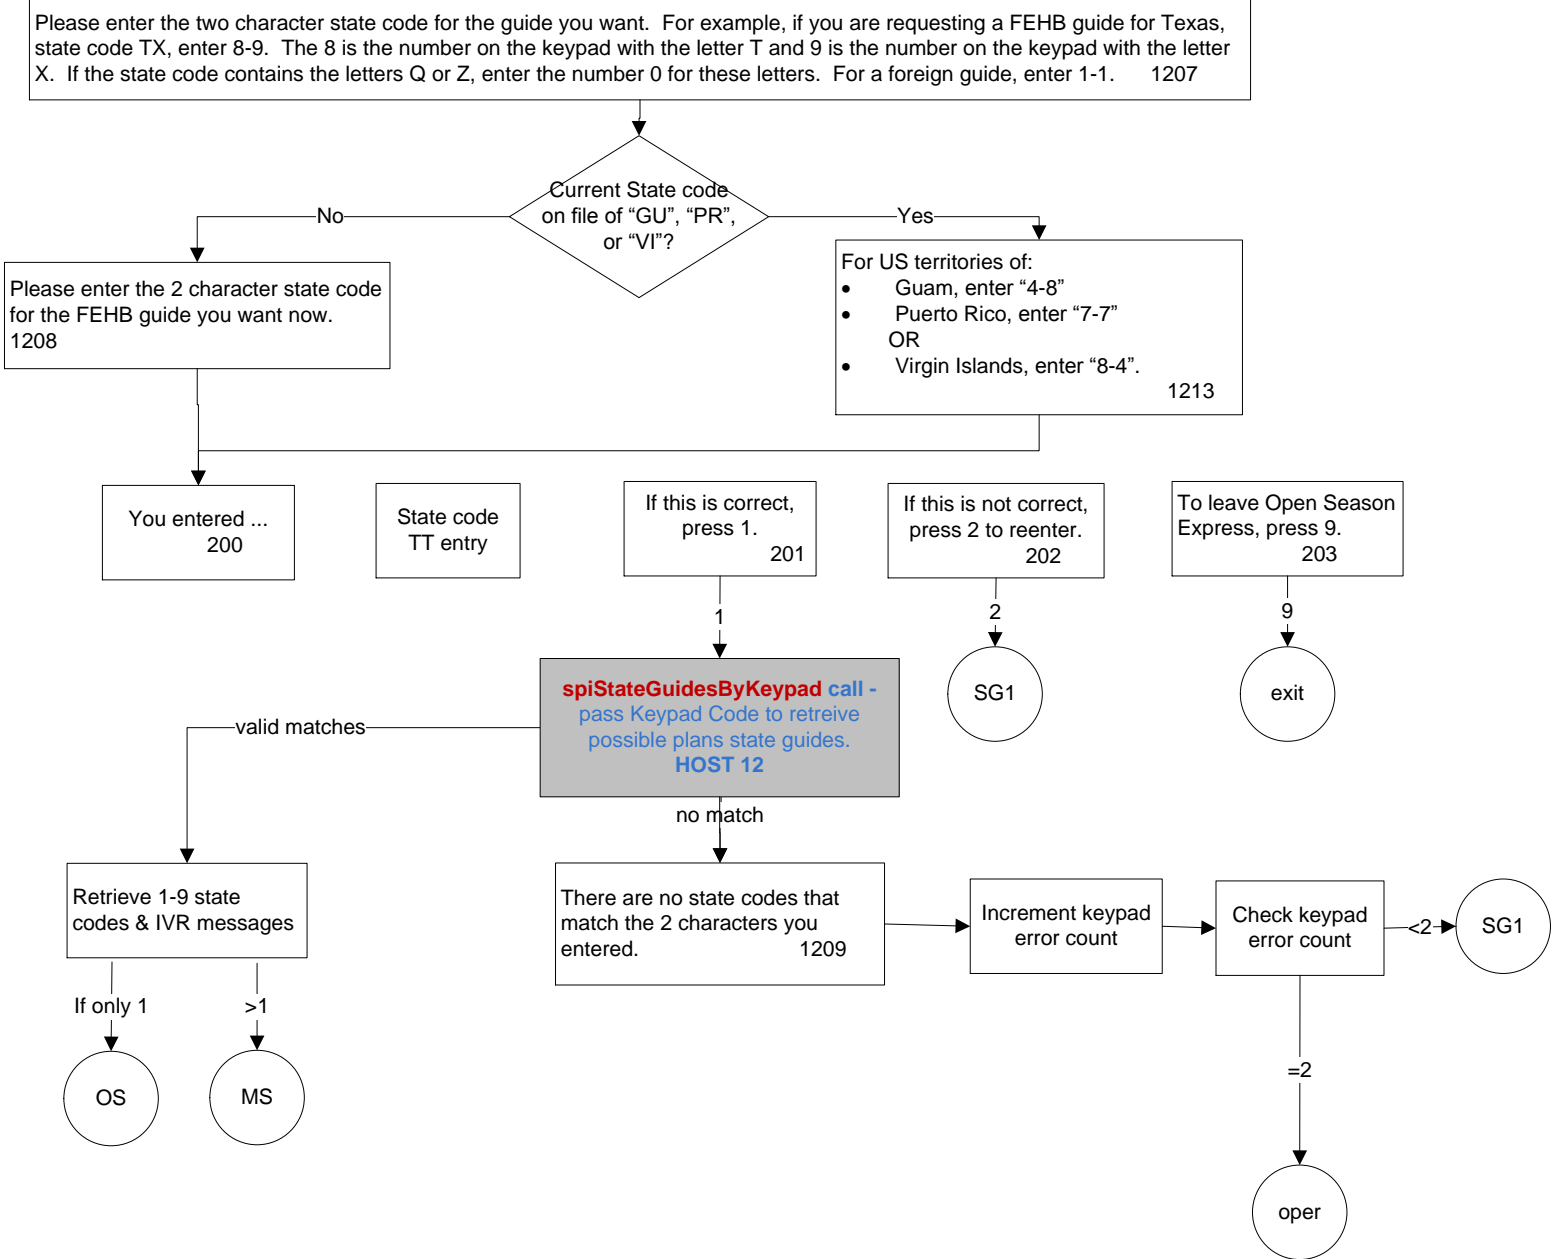 Please enter the two character state code for the guide you want.  For example, if you are requesting a FEHB guide for Texas,
state code TX, enter 8-9.  The 8 is the number on the keypad with the letter T and 9 is the number on the keypad with the letter
X.  If the state code contains the letters Q or Z, enter the number 0 for these letters.  For a foreign guide, enter 1-1.     1207
Current State code
on file of “GU”, “PR”,
or “VI”?
No
Yes
Please enter the 2 character state code
for the FEHB guide you want now.
1208
For US territories of:
• Guam, enter “4-8”
• Puerto Rico, enter “7-7”
OR
• Virgin Islands, enter “8-4”.
1213
You entered ...
200
State code
TT entry
If this is correct,
press 1.
201
If this is not correct,
press 2 to reenter.
202
To leave Open Season
Express, press 9.
203
1
2
9
SG1
exit
spiStateGuidesByKeypad call -
pass Keypad Code to retreive
possible plans state guides.
HOST 12
valid matches
no match
Retrieve 1-9 state
codes & IVR messages
There are no state codes that
match the 2 characters you
entered. 1209
Increment keypad
error count
Check keypad
error count
<2
SG1
If only 1
>1
=2
OS
MS
oper